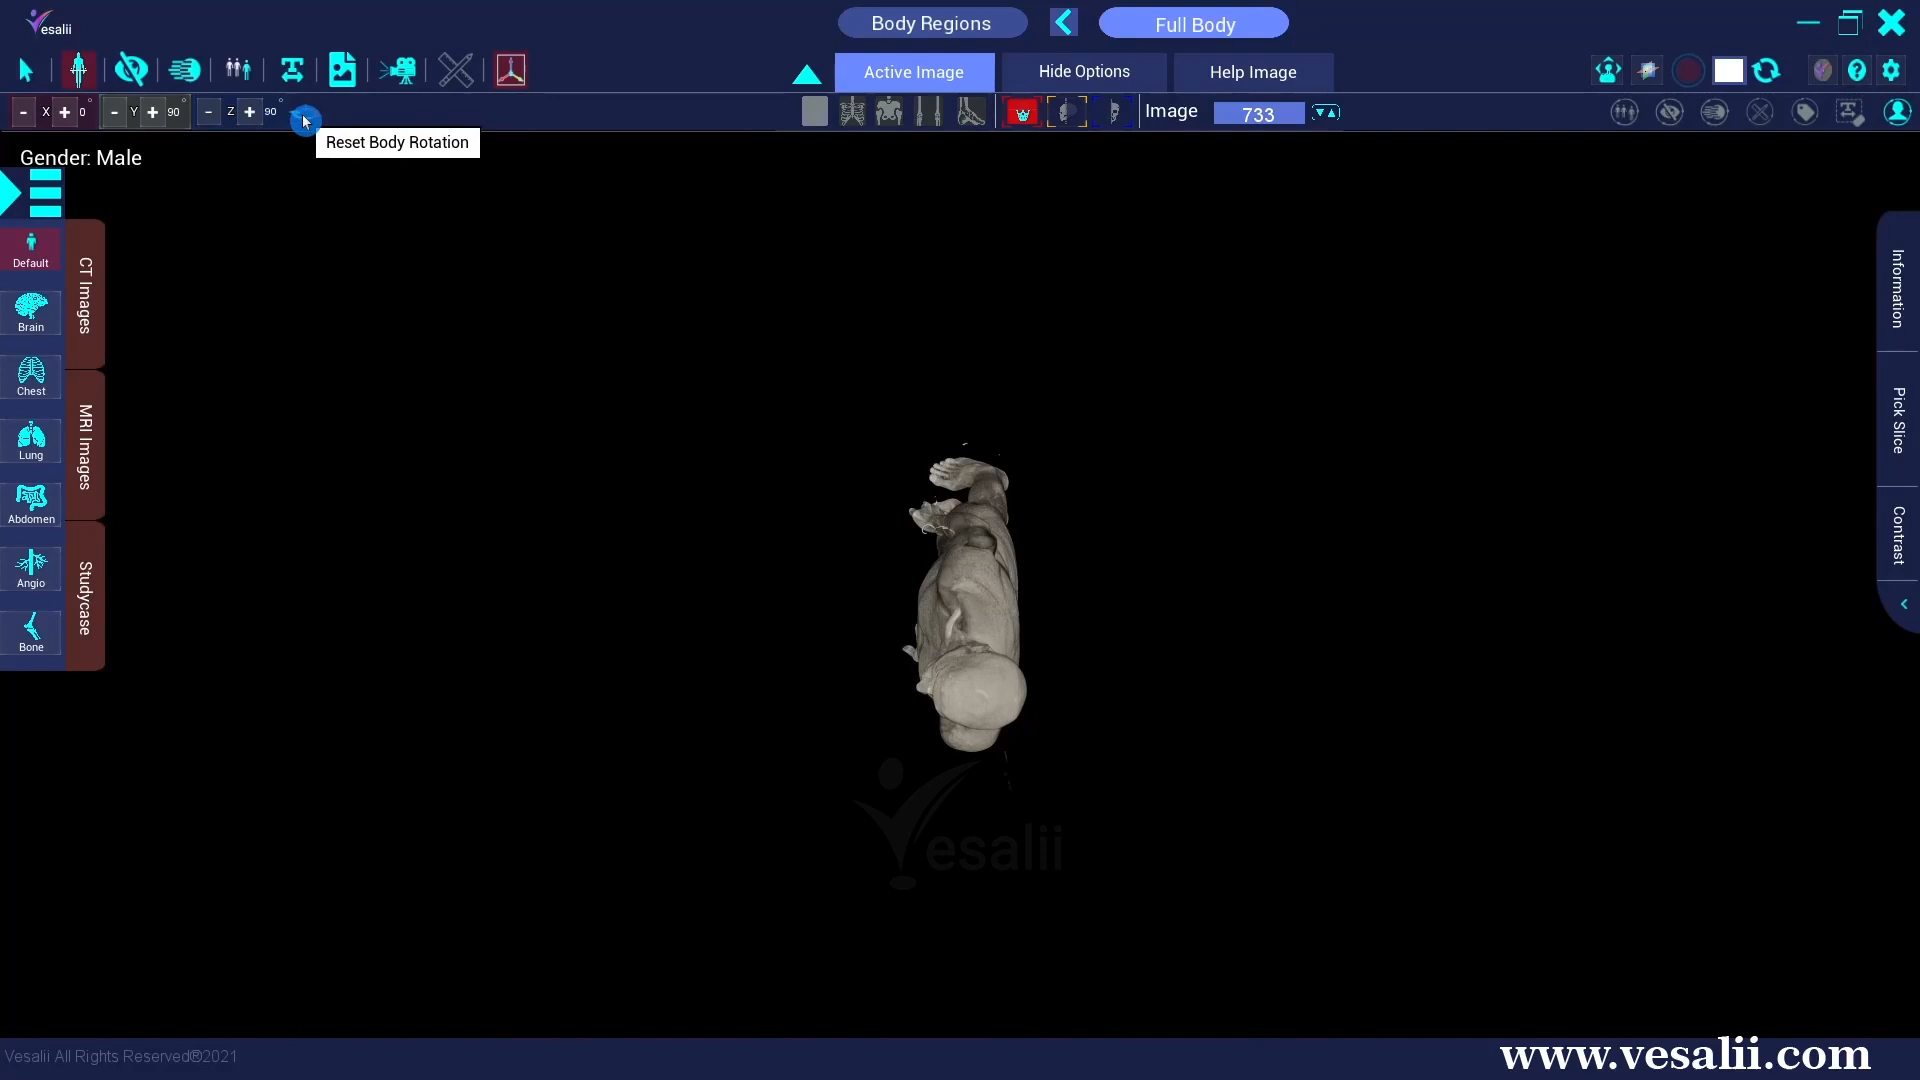 esalii
Body Regions
Full Body
Active Image
Hide Options
Help Image
- X + 0°
- Y + 90°
- Z + 90°
Image
733
Reset Body Rotation
Gender: Male
Default
Brain
Chest
Lung
Abdomen
Angio
Bone
CT Images
MRI Images
Studycase
Information
Pick Slice
Contrast
esalii
Vesalii All Rights Reserved®2021
www.vesalii.com